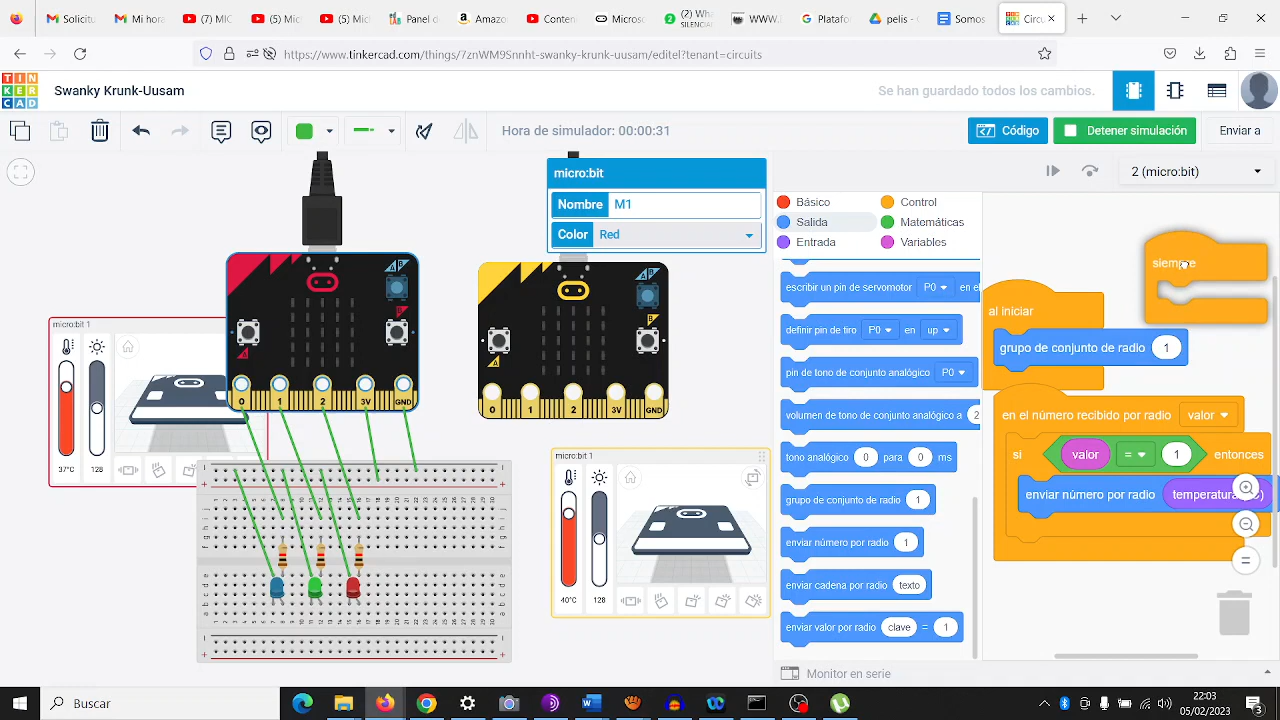 Solicitu
Mi hore
(7) MIC
(5) Mic
(5) Mic
Panel o
Amazo
Conten
Micros
(2) Wha
SILENCIA
WWW.
Platafo
pelis -
Somos
Circu
https://www.tinkercad.com/things/7znWM9Snnht-swanky-krunk-uusam/editel?tenant=circuits
TIN
KER
CAD
Swanky Krunk-Uusam
Se han guardado todos los cambios.
Hora de simulador: 00:00:31
Código
Detener simulación
Enviar a
2 (micro:bit)
micro:bit
Nombre
M1
Color
Red
micro:bit 1
37°C
128
A
B
0
1
2
3V
GND
A
B
0
1
2
3V
GND
micro:bit 1
40°C
128
Básico
Control
Salida
Matemáticas
Entrada
Variables
escribir un pin de servomotor P0 en el
definir pin de tiro P0 en up
pin de tono de conjunto analógico P0
volumen de tono de conjunto analógico a 2
tono analógico 0 para 0 ms
grupo de conjunto de radio 1
enviar número por radio 1
enviar cadena por radio texto
enviar valor por radio clave = 1
siempre
al iniciar
grupo de conjunto de radio 1
en el número recibido por radio valor
si valor = 1 entonces
enviar número por radio temperatura
Monitor en serie
Buscar
22:03
05/02/2023
3